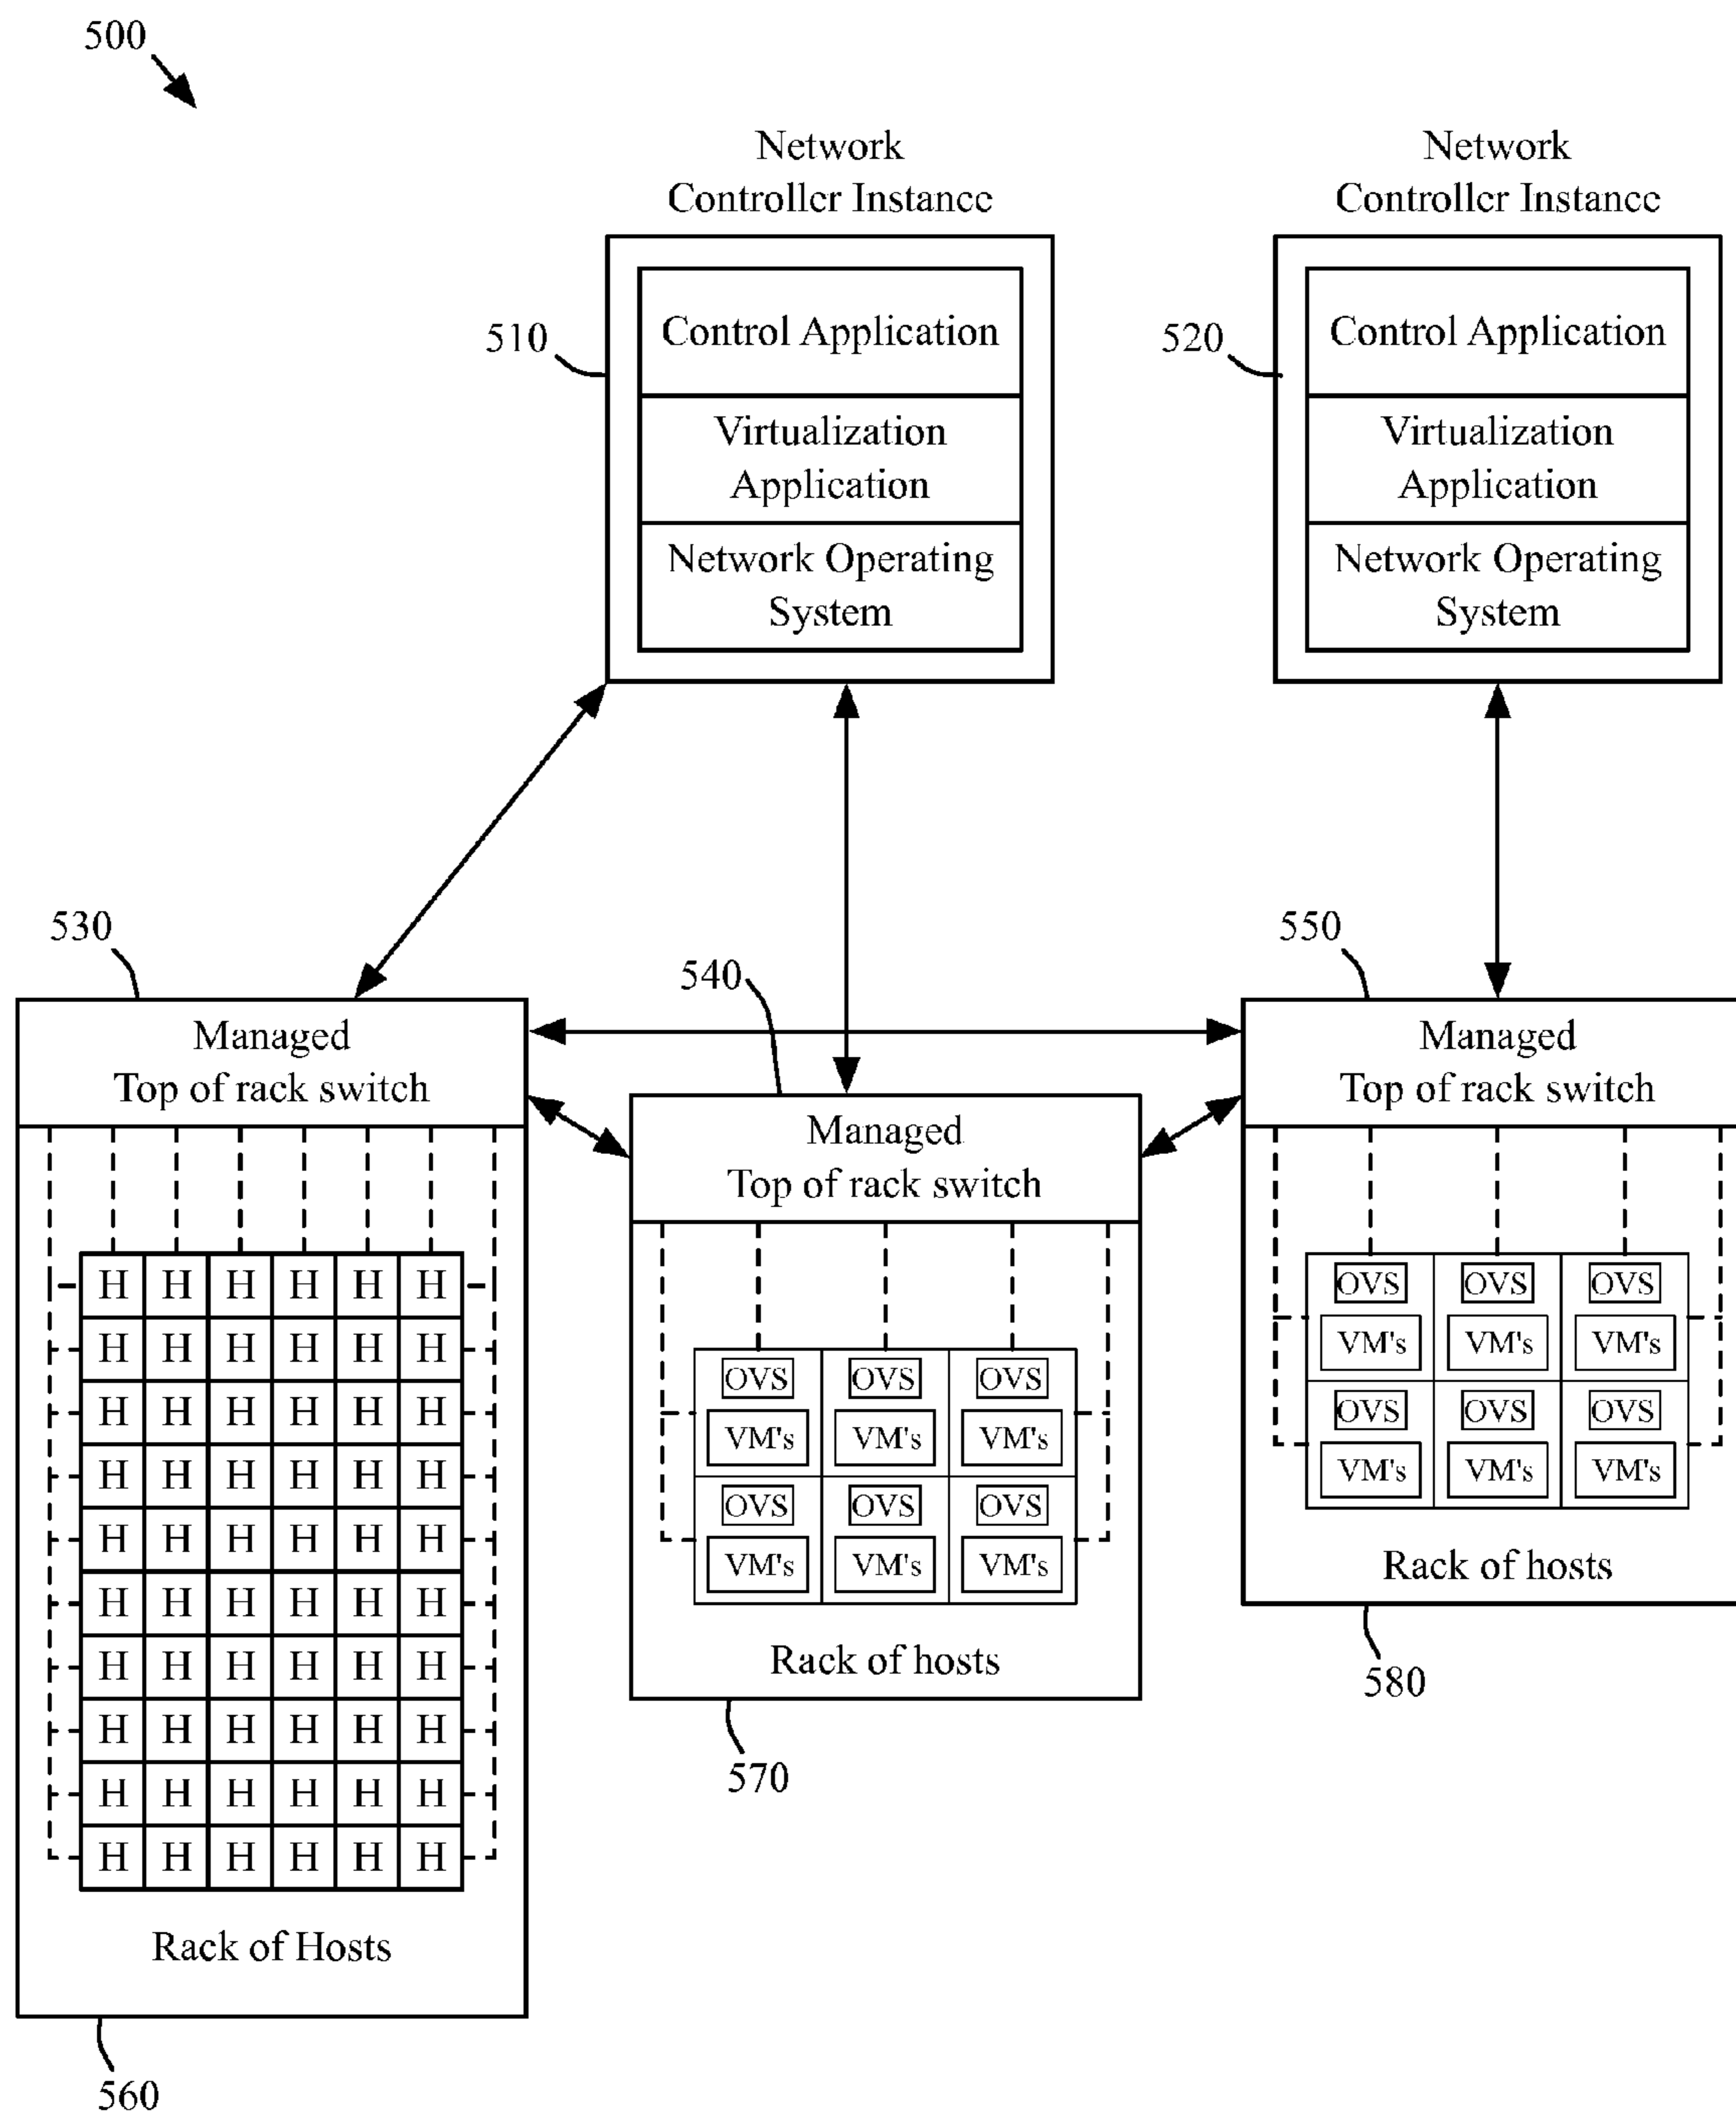 500
Network
Controller Instance
Network
Controller Instance
510
Control Application
Virtualization
Application
Network Operating
System
520
Control Application
Virtualization
Application
Network Operating
System
530
Managed
Top of rack switch
540
Managed
Top of rack switch
550
Managed
Top of rack switch
H H H H H H
H H H H H H
H H H H H H
H H H H H H
H H H H H H
H H H H H H
H H H H H H
H H H H H H
H H H H H H
H H H H H H
Rack of Hosts
560
OVS OVS OVS
VM's VM's VM's
OVS OVS OVS
VM's VM's VM's
Rack of hosts
570
OVS OVS OVS
VM's VM's VM's
OVS OVS OVS
VM's VM's VM's
Rack of hosts
580